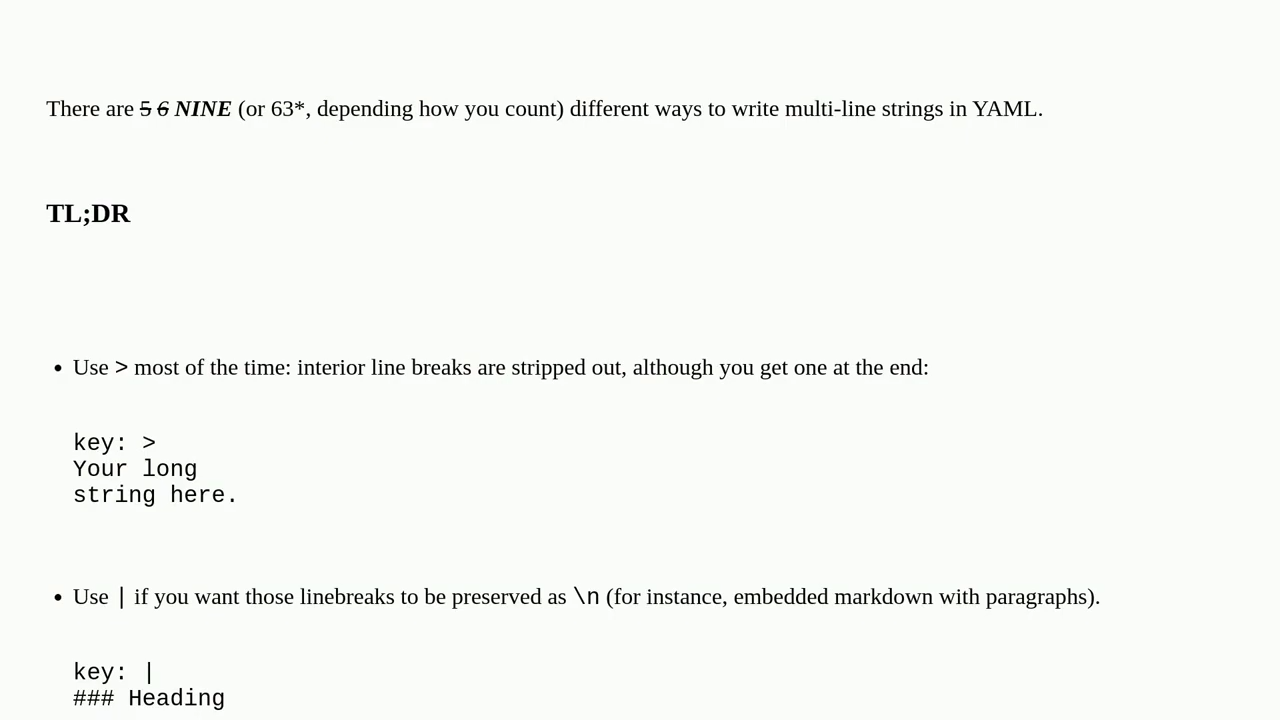 There are 5 6 NINE (or 63*, depending how you count) different ways to write multi-line strings in YAML.
TL;DR
• Use > most of the time: interior line breaks are stripped out, although you get one at the end:
key: >
Your long
string here.
• Use | if you want those linebreaks to be preserved as \n (for instance, embedded markdown with paragraphs).
key: |
### Heading